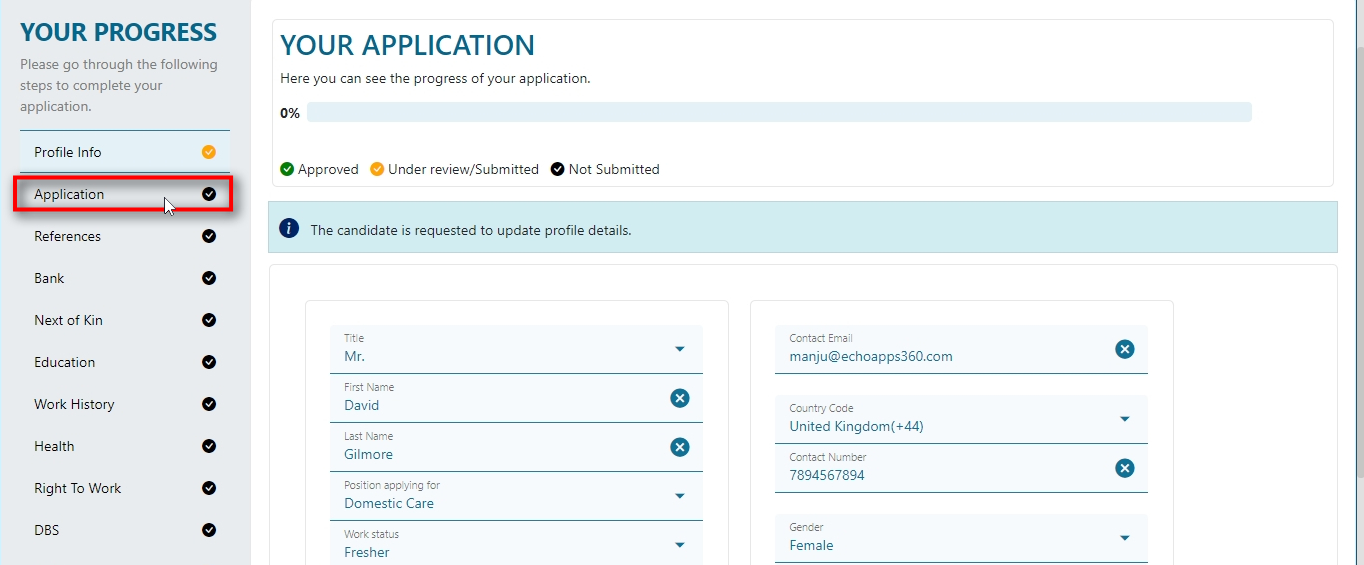 YOUR PROGRESS
Please go through the following
steps to complete your
application.
Profile Info
Application
References
Bank
Next of Kin
Education
Work History
Health
Right To Work
DBS
YOUR APPLICATION
Here you can see the progress of your application.
0%
Approved Under review/Submitted Not Submitted
The candidate is requested to update profile details.
Title
Mr.
First Name
David
Last Name
Gilmore
Position applying for
Domestic Care
Work status
Fresher
Contact Email
manju@echoapps360.com
Country Code
United Kingdom(+44)
Contact Number
7894567894
Gender
Female